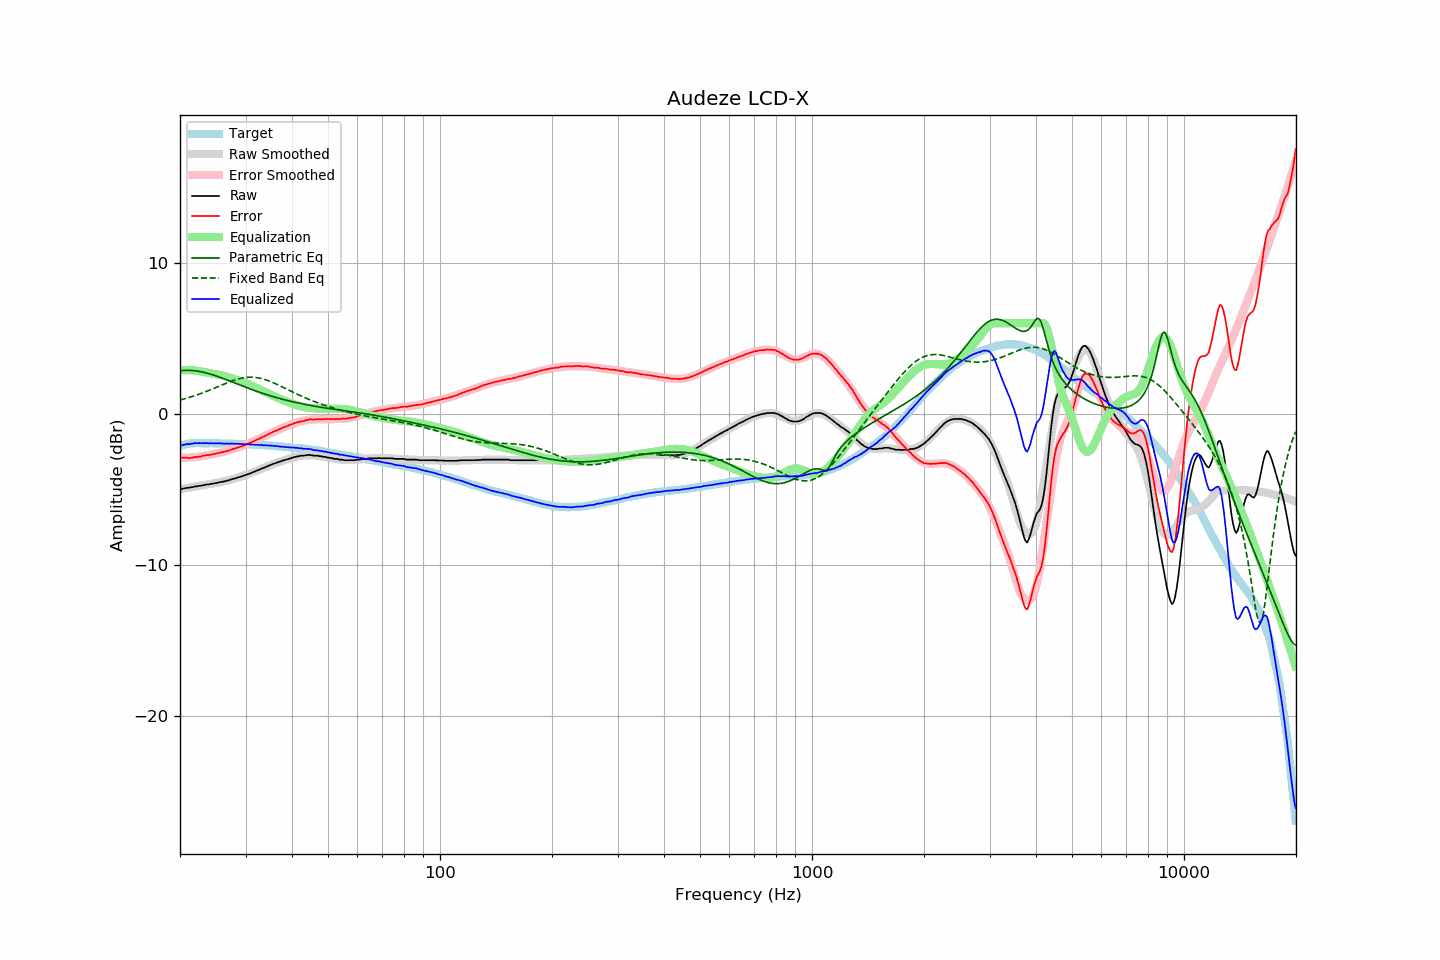 Audeze LCD-X
Target
Raw Smoothed
Error Smoothed
Raw
Error
Equalization
Parametric Eq
Fixed Band Eq
Equalized
10
0
−10
−20
Amplitude (dBr)
100
1000
10000
Frequency (Hz)